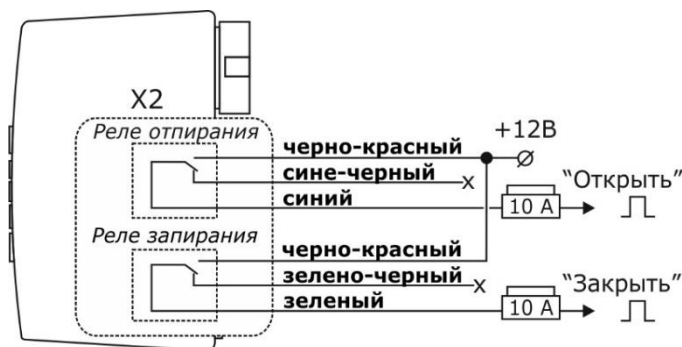 X2
Реле отпирания
черно-красный
+12В
сине-черный
x
"Открыть"
синий
10 А
Реле запирания
черно-красный
зелено-черный
x
"Закрыть"
зеленый
10 А